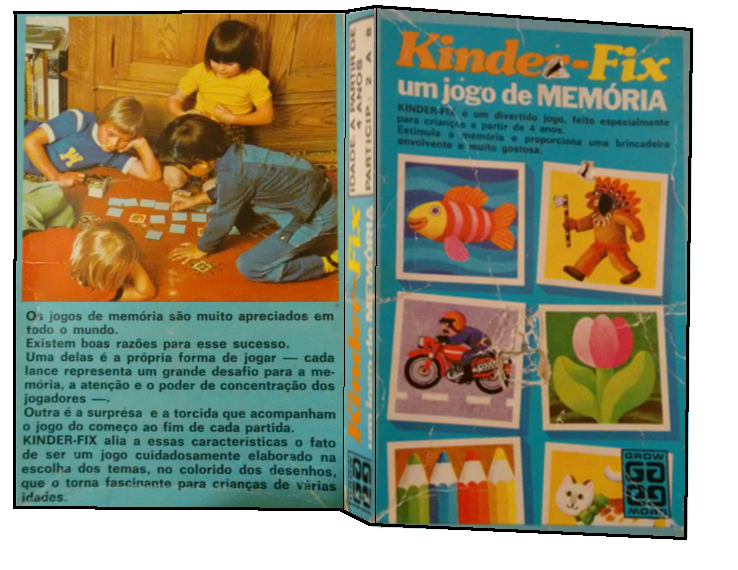 Os jogos de memória são muito apreciados em
todo o mundo.
Existem boas razões para esse sucesso.
Uma delas é a própria forma de jogar — cada
lance representa um grande desafio para a me-
mória, a atenção e o poder de concentração dos
jogadores —.
Outra é a surprésa e a torcida que acompanham
o jogo do começo ao fim de cada partida.
KINDER-FIX alia a essas características o fato
de ser um jogo cuidadosamente elaborado na
escolha dos temas, no colorido dos desenhos,
que o torna fascinante para crianças de várias
idades.
IDADE A PARTIR DE
4 ANOS
PARTICIP.: 2 A 8
Kinder-Fix
um jogo de MEMÓRIA
Kinder-Fix
um jogo de MEMÓRIA
KINDER-FIX é um divertido jogo, feito especialmente
para crianças a partir de 4 anos.
Estimula a memória e proporciona uma brincadeira
envolvente e muito gostosa.
GROW
GROW